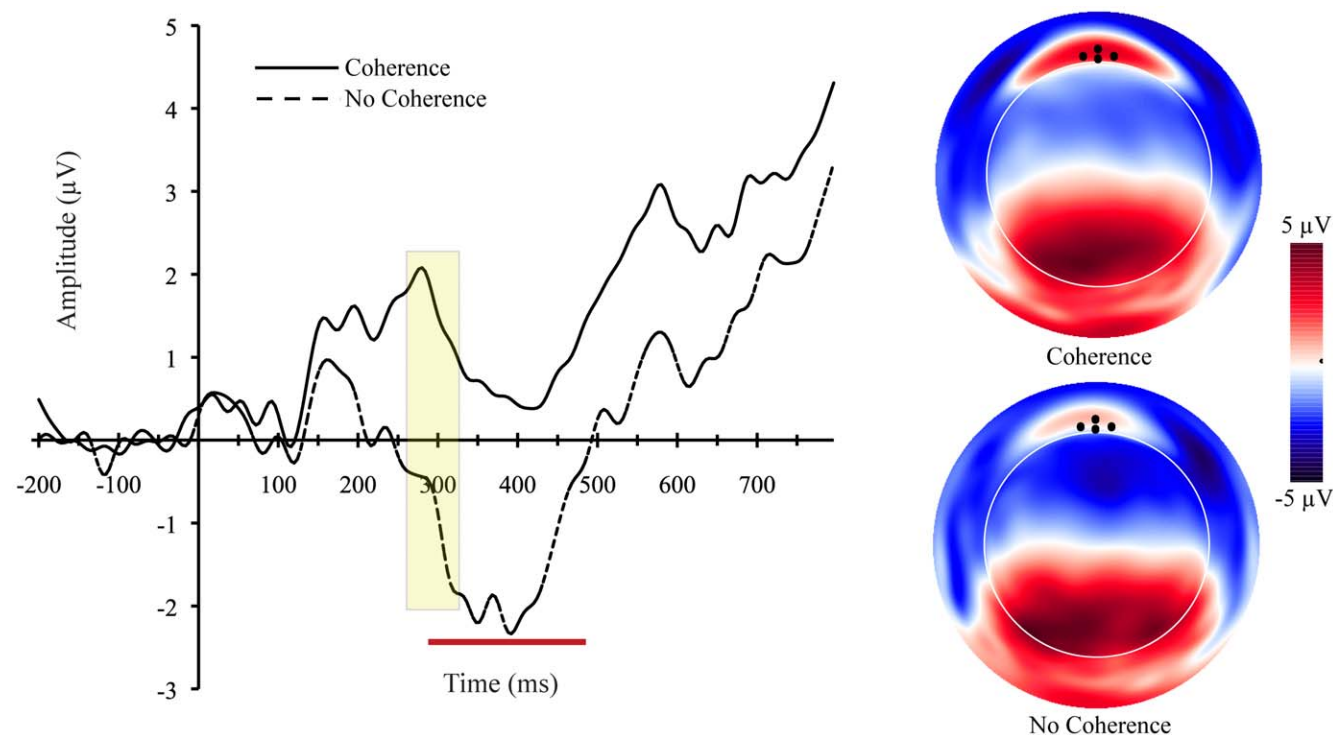 5
4
3
2
1
-1
-2
-3
Amplitude (µV)
Coherence
No Coherence
-200 -100 100 200 300 400 500 600 700
Time (ms)
Coherence
5 µV
-5 µV
No Coherence